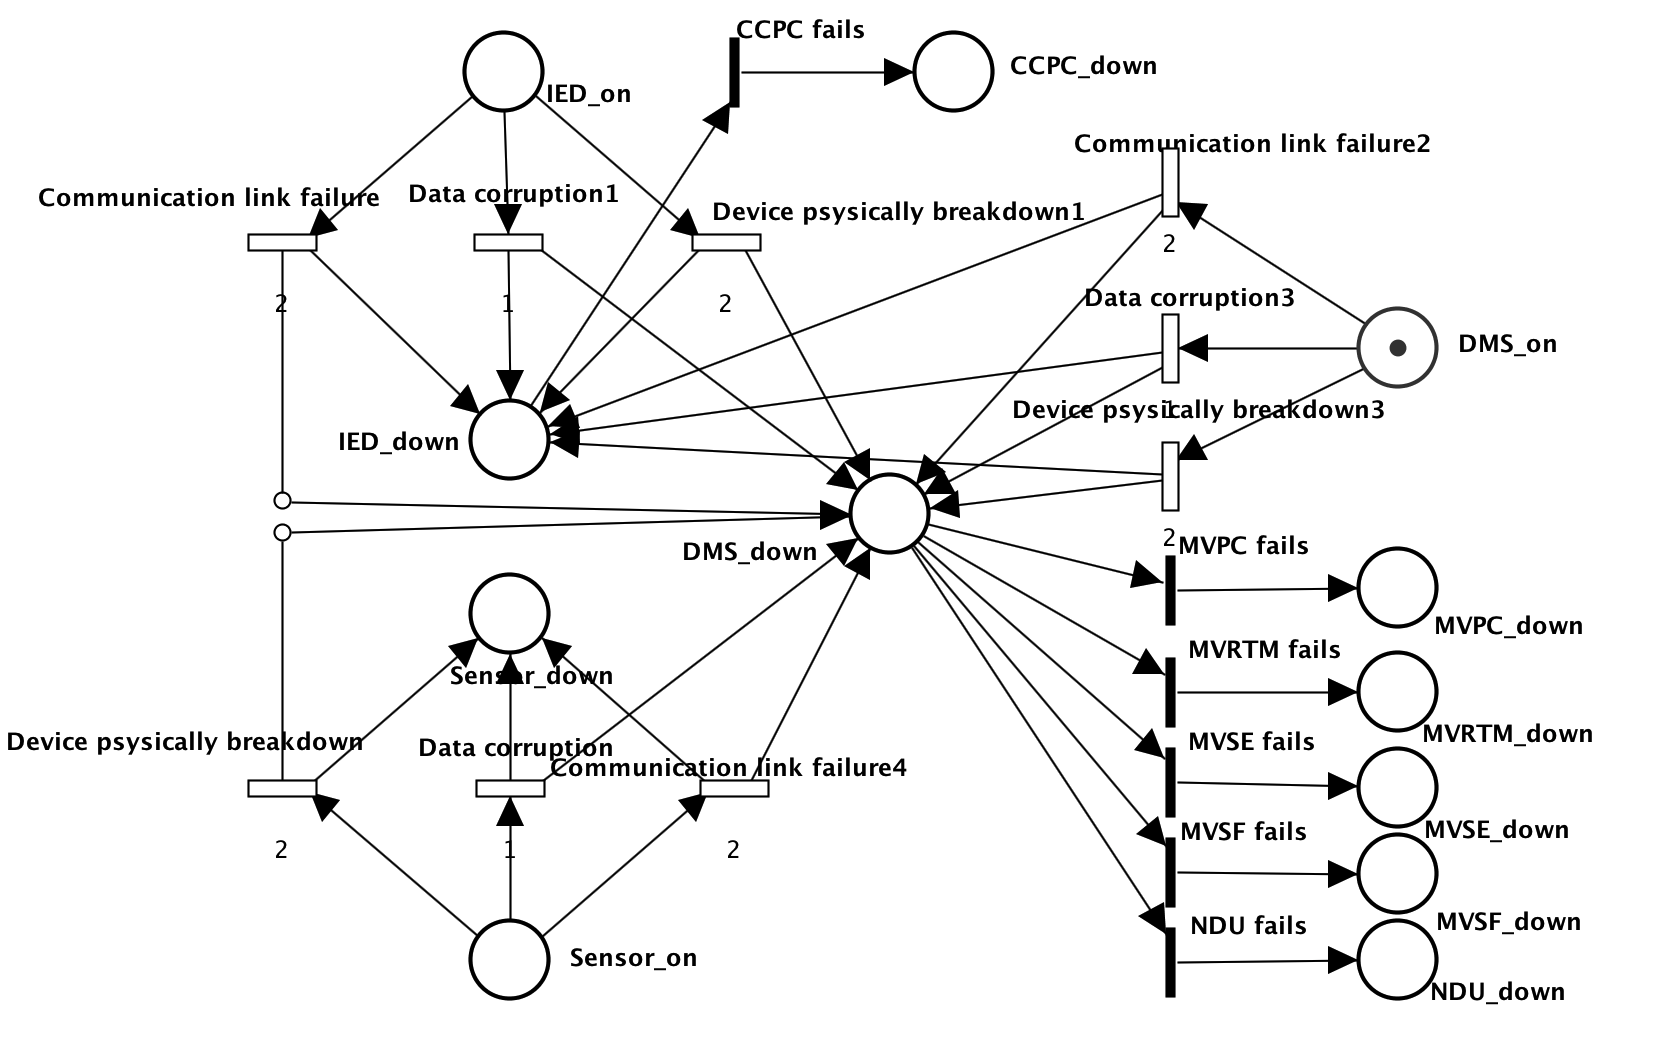 CCPC fails
CCPC_down
IED_on
Communication link failure2
Communication link failure
Data corruption1
Device psysically breakdown1
2
2
1
2
Data corruption3
DMS_on
1
Device psysically breakdown3
IED_down
2
MVPC fails
DMS_down
MVPC_down
MVRTM fails
Sensor_down
MVRTM_down
Device psysically breakdown
Data corruption
MVSE fails
Communication link failure4
MVSE_down
MVSF fails
2
1
2
MVSF_down
NDU fails
Sensor_on
NDU_down